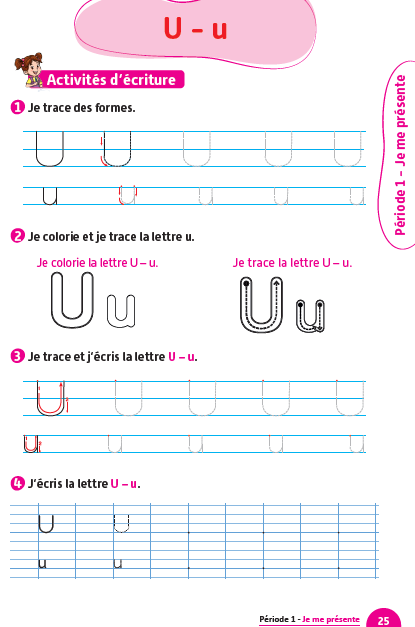 U – u
Activités d'écriture
1 Je trace des formes.
U U U U U
u u u u u
2 Je colorie et je trace la lettre u.
Je colorie la lettre U – u. Je trace la lettre U – u.
U u U u
3 Je trace et j'écris la lettre U – u.
U U U U U
u u u u u
4 J'écris la lettre U – u.
U U
u u
Période 1 - Je me présente 25
Période 1 – Je me présente